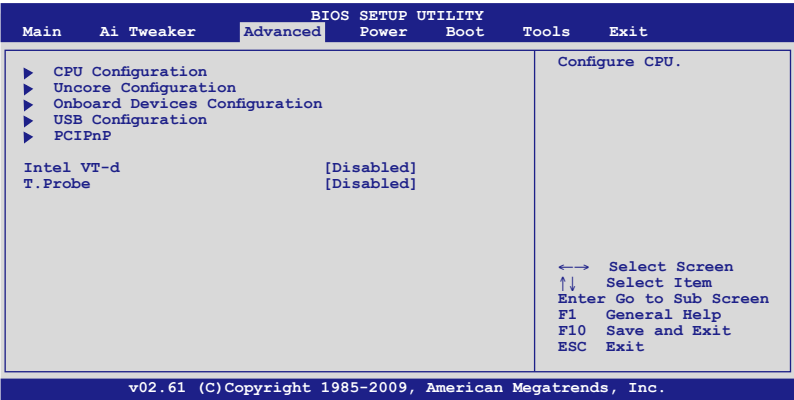 BIOS SETUP UTILITY
Main Ai Tweaker Advanced Power Boot Tools Exit
CPU Configuration
Uncore Configuration
Onboard Devices Configuration
USB Configuration
PCIPnP
Intel VT-d [Disabled]
T.Probe [Disabled]
Configure CPU.
←→ Select Screen
↑↓ Select Item
Enter Go to Sub Screen
F1 General Help
F10 Save and Exit
ESC Exit
v02.61 (C)Copyright 1985-2009, American Megatrends, Inc.